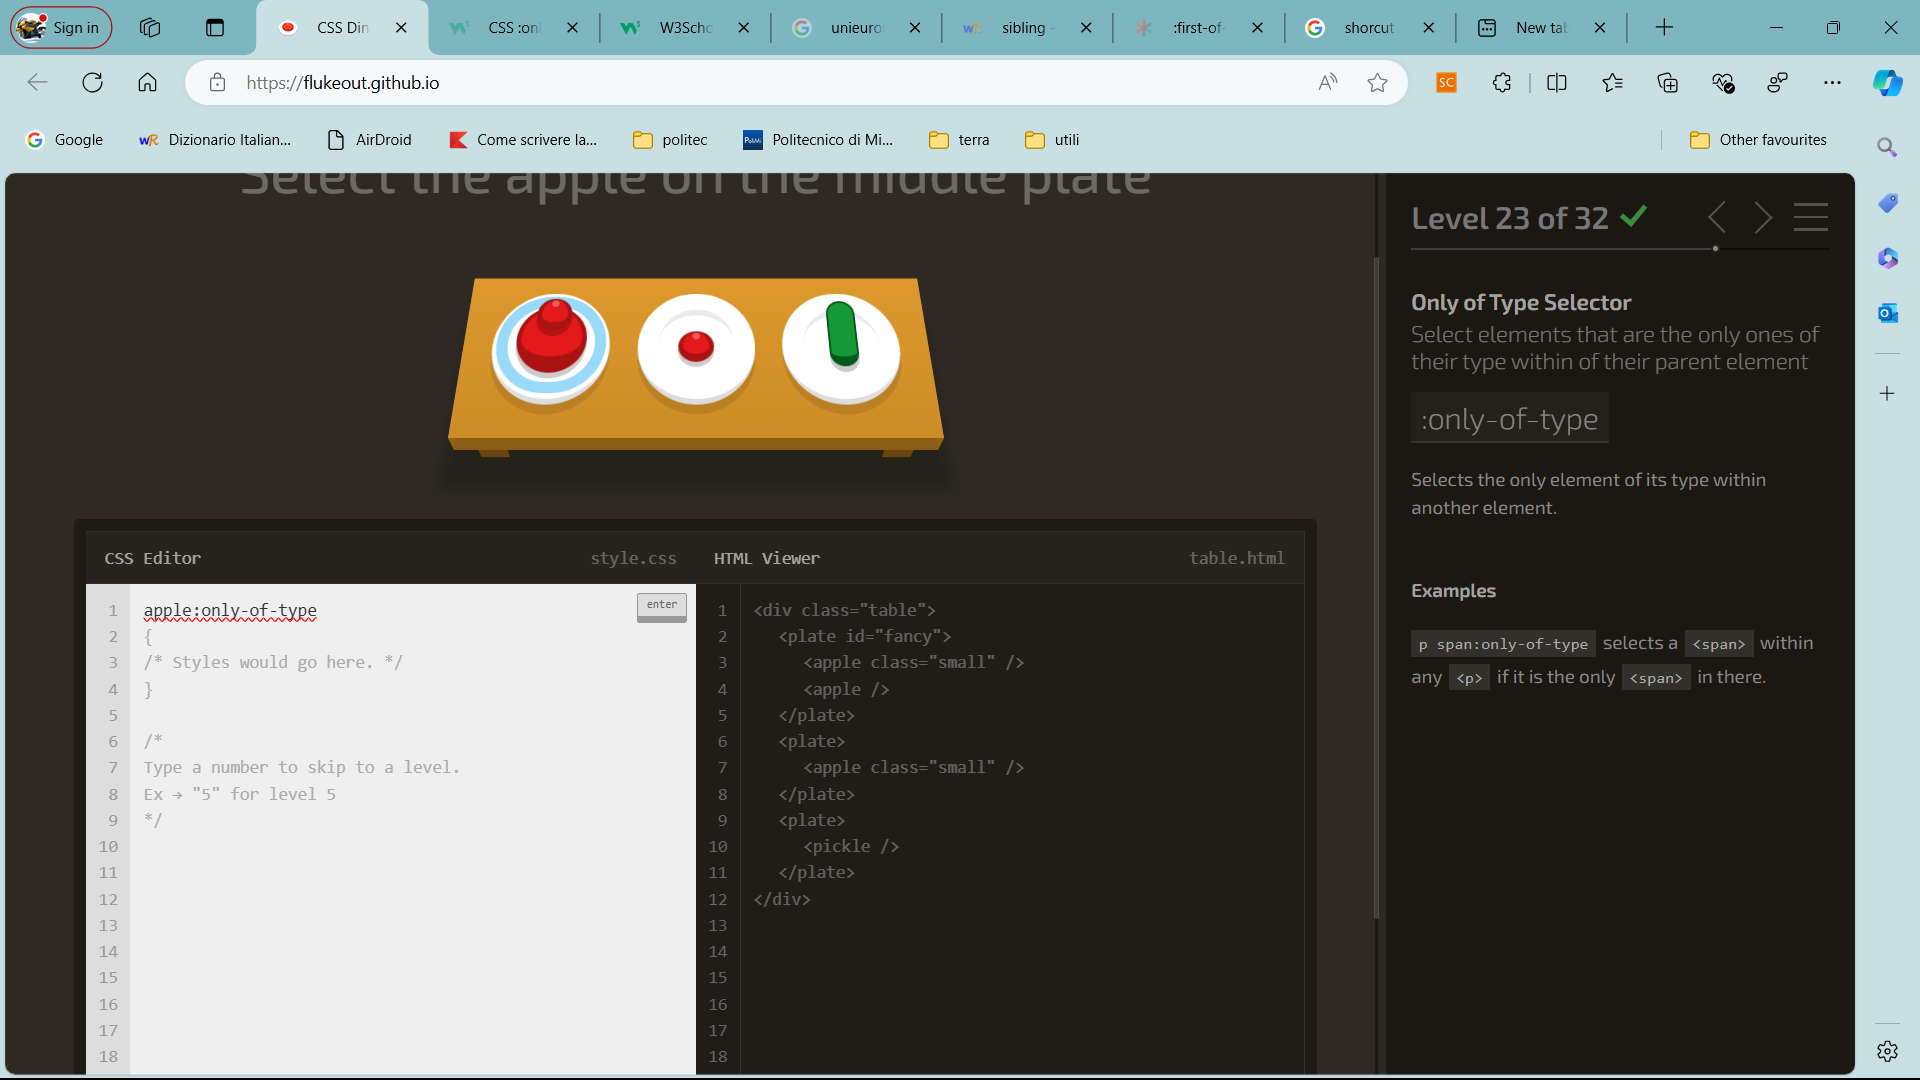 Sign in
CSS Din
CSS :onl
W3Scho
unieuro
sibling -
:first-of-
shorcut
New tab
https://flukeout.github.io
SC
Google
wR
Dizionario Italian...
AirDroid
Come scrivere la...
politec
Politecnico di Mi...
terra
utili
Other favourites
Select the apple on the middle plate
Level 23 of 32
Only of Type Selector
Select elements that are the only ones of
their type within of their parent element
:only-of-type
Selects the only element of its type within
another element.
Examples
p span:only-of-type selects a <span> within
any <p> if it is the only <span> in there.
CSS Editor style.css
1 apple:only-of-type enter
2 {
3 /* Styles would go here. */
4 }
5
6 /*
7 Type a number to skip to a level.
8 Ex → "5" for level 5
9 */
10
11
12
13
14
15
16
17
18
HTML Viewer table.html
1 <div class="table">
2 <plate id="fancy">
3 <apple class="small" />
4 <apple />
5 </plate>
6 <plate>
7 <apple class="small" />
8 </plate>
9 <plate>
10 <pickle />
11 </plate>
12 </div>
13
14
15
16
17
18